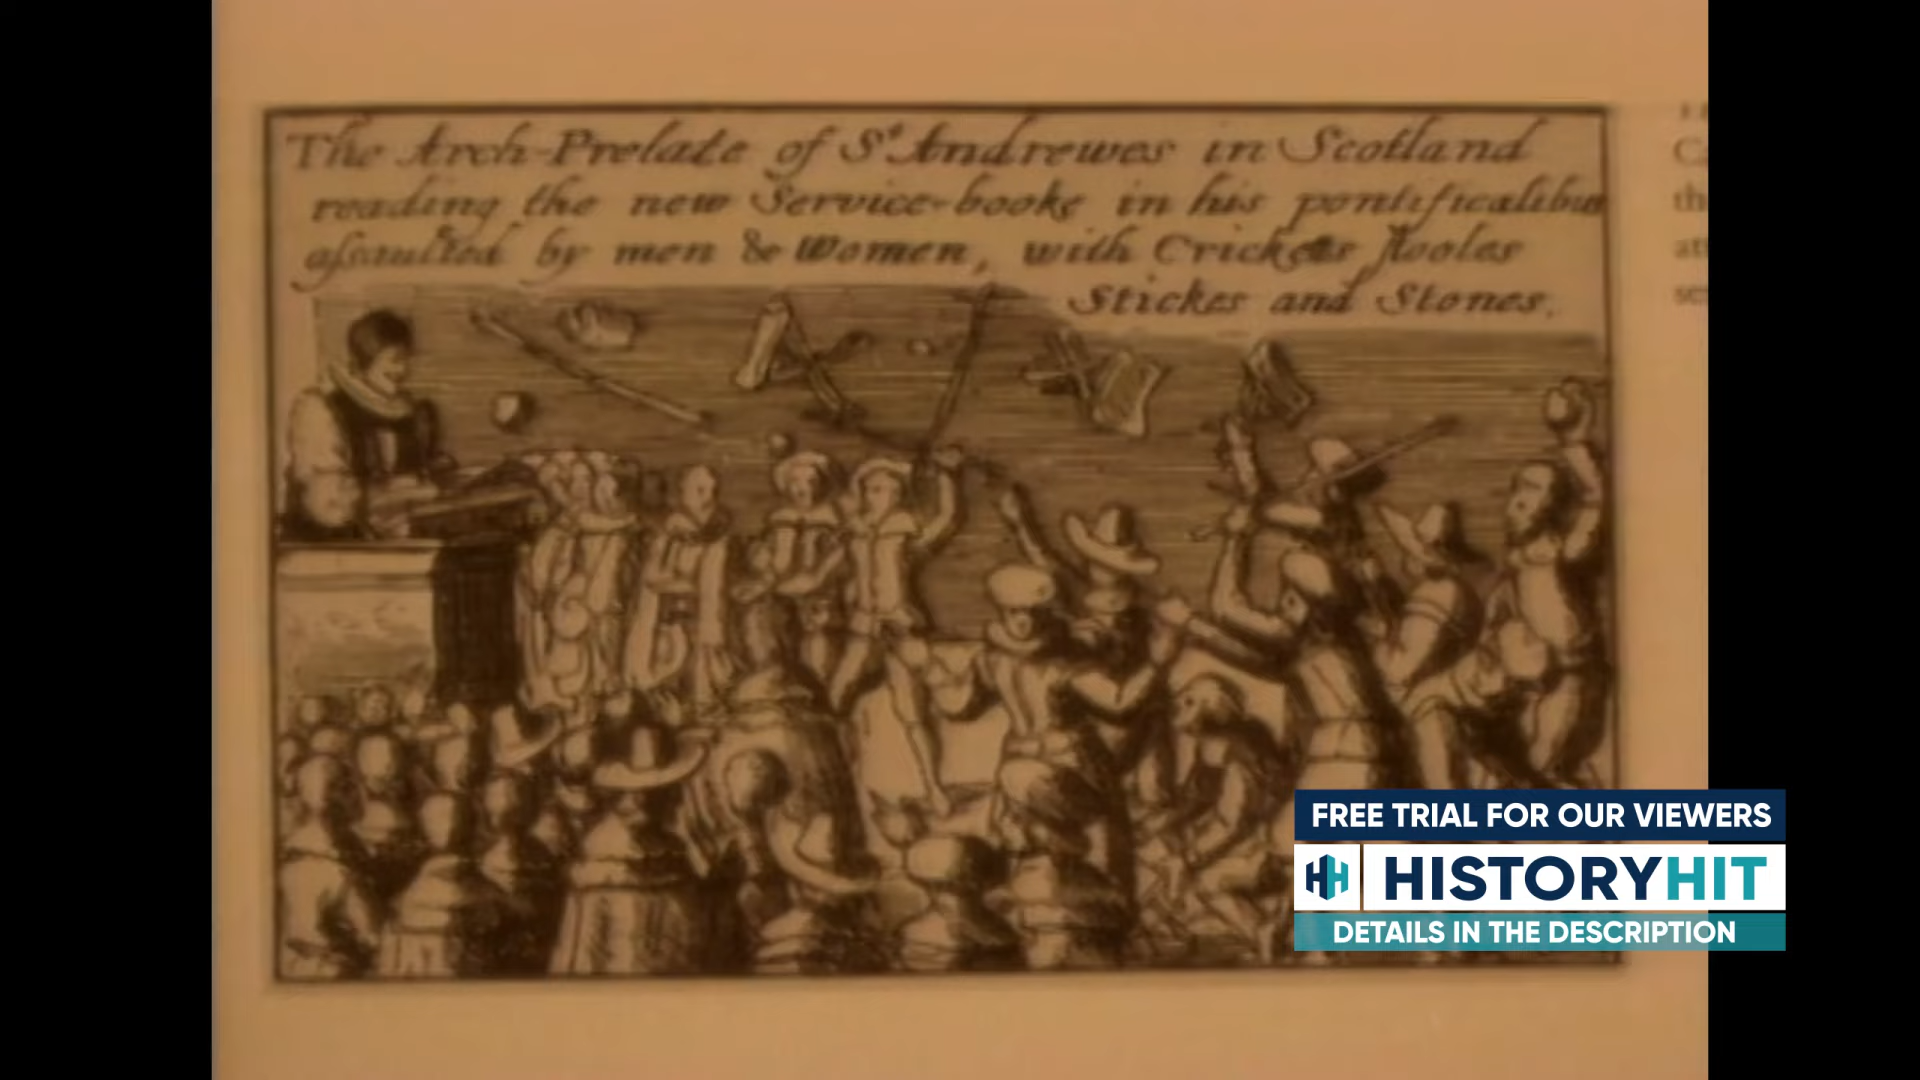 The Arch-Prelate of St Andrewes in Scotland
reading the new Service-booke in his pontificalibus
assaulted by men & Women, with Crickets stooles
Stickes and Stones.
FREE TRIAL FOR OUR VIEWERS
HISTORYHIT
DETAILS IN THE DESCRIPTION